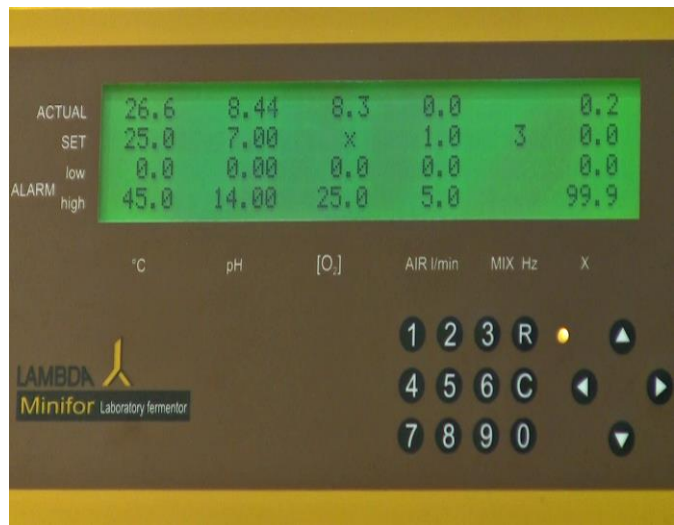 ACTUAL 26.6 8.44 8.3 0.0 0.2
SET 25.0 7.00 x 1.0 3 0.0
low 0.0 0.00 0.0 0.0 0.0
ALARM
high 45.0 14.00 25.0 5.0 99.9
°C pH [O₂] AIR l/min MIX Hz X
1 2 3 R
4 5 6 C
7 8 9 0
LAMBDA
Minifor Laboratory fermentor